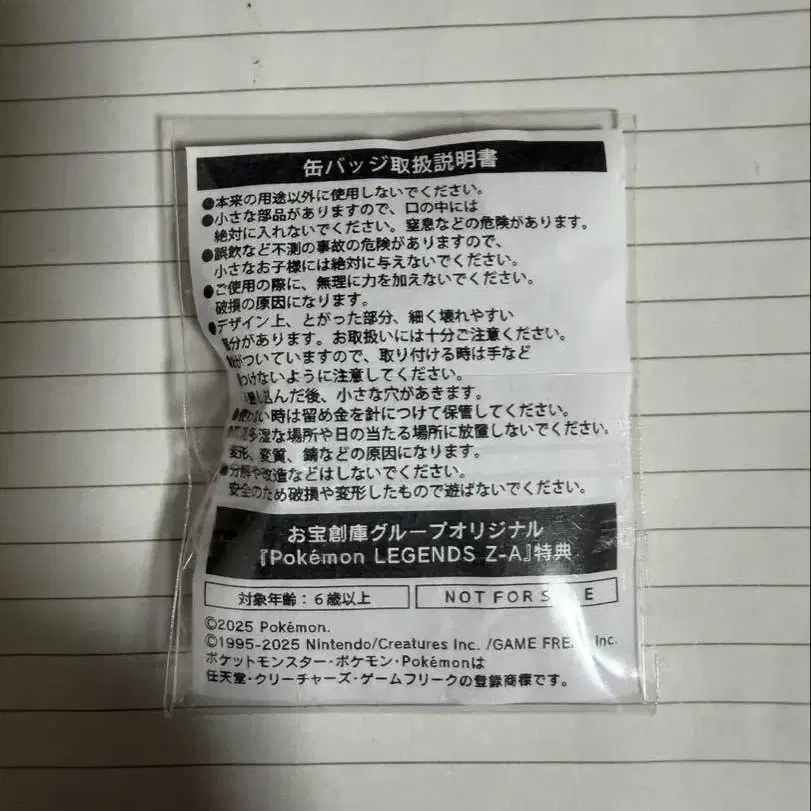 缶バッジ取扱説明書
●本来の用途以外に使用しないでください。
●小さな部品がありますので、口の中には
絶対に入れないでください。窒息などの危険があります。
●誤飲など不測の事故の危険がありますので、
小さなお子様には絶対に与えないでください。
●ご使用の際に、無理に力を加えないでください。
破損の原因になります。
●デザイン上、とがった部分、細く壊れやすい
分があります。お取扱いには十分ご注意ください。
がついていますので、取り付ける時は手など
つけないように注意してください。
し込んだ後、小さな穴があきます。
い時は留め金を針につけて保管してください。
多湿な場所や日の当たる場所に放置しないでください。
変形、変質、錆などの原因になります。
●分解や改造などはしないでください。
安全のため破損や変形したもので遊ばないでください。
お宝創庫グループオリジナル
『Pokémon LEGENDS Z-A』特典
対象年齢：6歳以上
NOT FOR S LE
©2025 Pokémon.
©1995-2025 Nintendo/Creatures Inc. /GAME FREAK inc.
ポケットモンスター・ポケモン・Pokémonは
任天堂・クリーチャーズ・ゲームフリークの登録商標です。